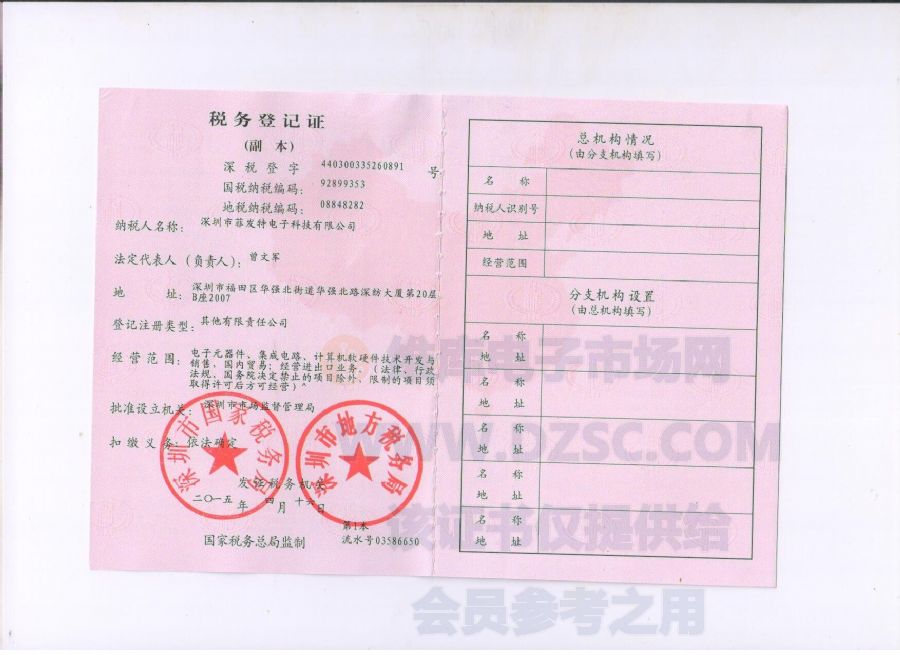 税务登记证
(副 本)
深 税 登 字 440300335260891 号
国税纳税编码： 92899353
地税纳税编码： 08848282
纳税人名称： 深圳市菲发特电子科技有限公司
法定代表人（负责人）： 曾文军
地 址： 深圳市福田区华强北街道华强北路深纺大厦第20层
B座2007
登记注册类型： 其他有限责任公司
经 营 范 围： 电子元器件、集成电路、计算机软硬件技术开发与
销售、国内贸易；经营进出口业务。（法律、行政
法规、国务院决定禁止的项目除外，限制的项目须
取得许可后方可经营）^
批准设立机关： 深圳市市场监督管理局
扣 缴 义 务： 依法确定
深圳市国家税务局
深圳市地方税务局
发证税务机关
二〇一五 年 四 月 十六 日
第1本
国家税务总局监制 流水号03586650
总机构情况
（由分支机构填写）
名 称
纳税人识别号
地 址
经营范围
分支机构设置
（由总机构填写）
名 称
地 址
名 称
地 址
名 称
地 址
名 称
地 址
名 称
地 址
维库电子市场网
WWW.DZSC.COM
该证书仅提供给
会员参考之用